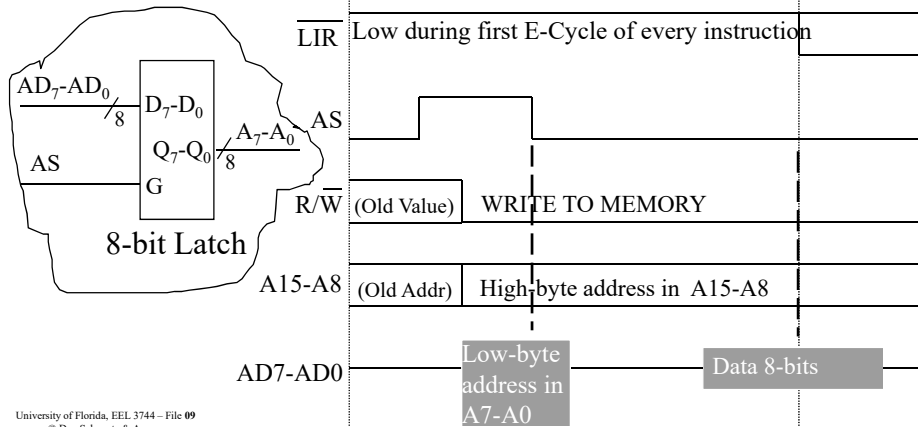 LIR Low during first E-Cycle of every instruction
AD7-AD0
8
D7-D0
AS
A7-A0
Q7-Q0
8
AS
G
R/W (Old Value) WRITE TO MEMORY
8-bit Latch
A15-A8 (Old Addr) High-byte address in A15-A8
AD7-AD0
Low-byte
address in
A7-A0
Data 8-bits
University of Florida, EEL 3744 – File 09